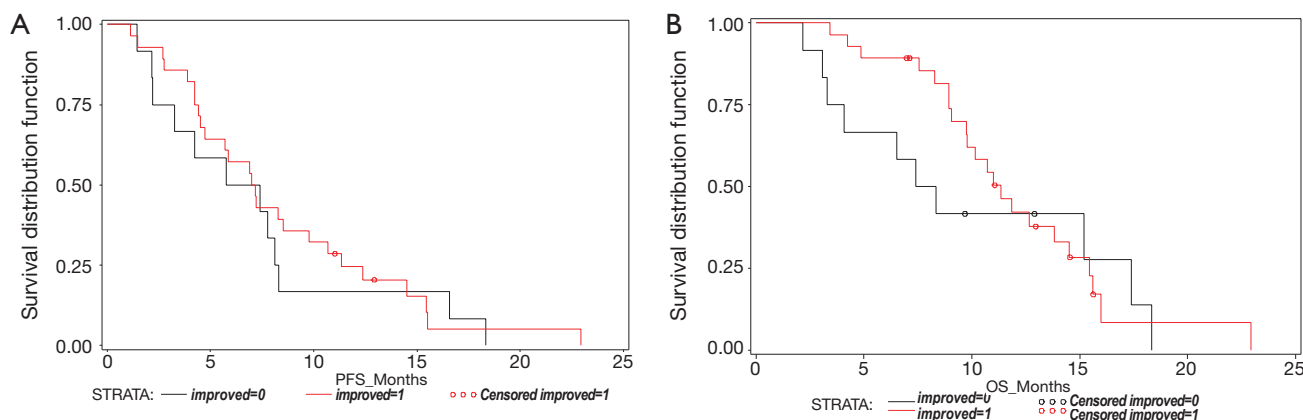 A
Survival distribution function
1.00
0.75
0.50
0.25
0.00
0 5 10 15 20 25
PFS_Months
STRATA: improved=0 improved=1 Censored improved=1
B
Survival distribution function
1.00
0.75
0.50
0.25
0.00
0 5 10 15 20 25
OS_Months
STRATA: improved=0 Censored improved=0
improved=1 Censored improved=1